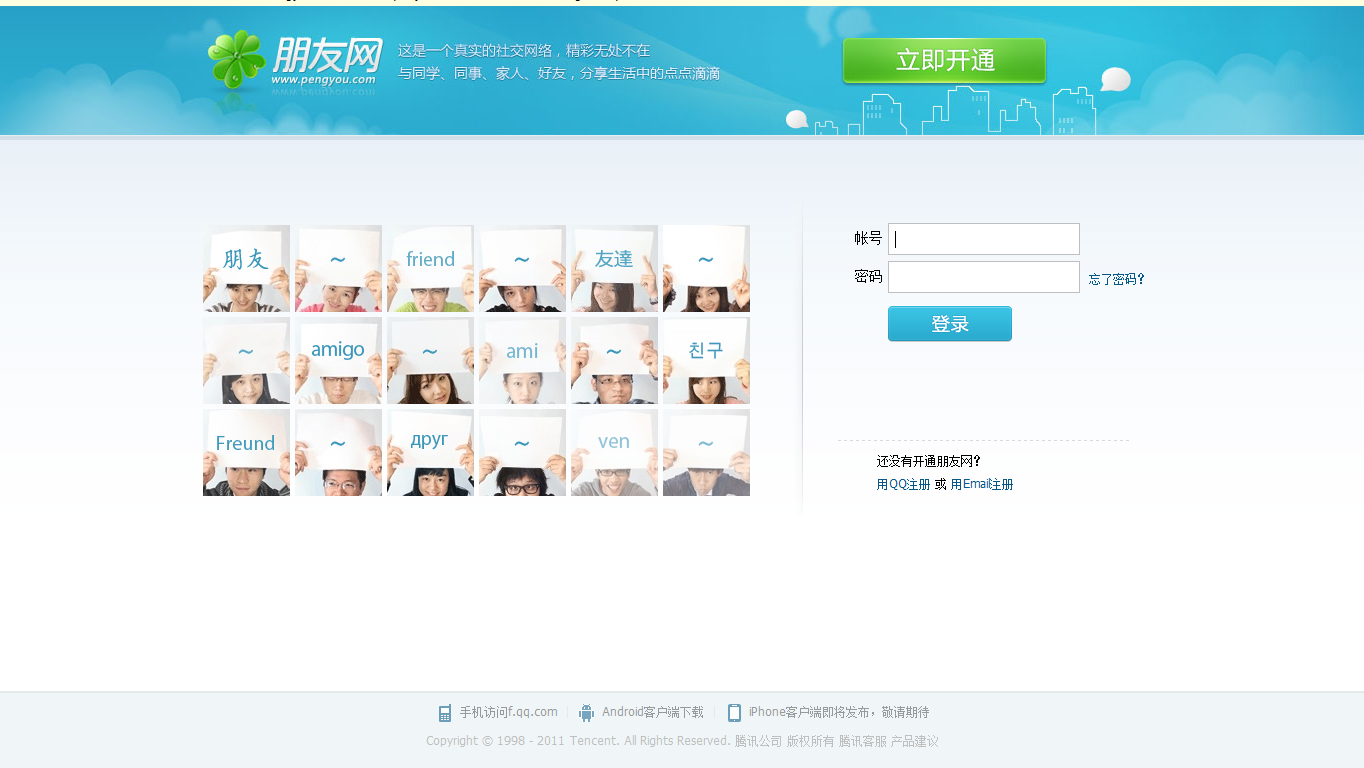 朋友网
www.pengyou.com
这是一个真实的社交网络，精彩无处不在
与同学、同事、家人、好友，分享生活中的点点滴滴
立即开通
朋友 ~ friend ~ 友達 ~
~ amigo ~ ami ~ 친구
Freund ~ друг ~ ven ~
帐号
密码 忘了密码？
登录
还没有开通朋友网？
用QQ注册 或 用Email注册
手机访问f.qq.com Android客户端下载 iPhone客户端即将发布，敬请期待
Copyright © 1998 - 2011 Tencent. All Rights Reserved. 腾讯公司 版权所有 腾讯客服 产品建议